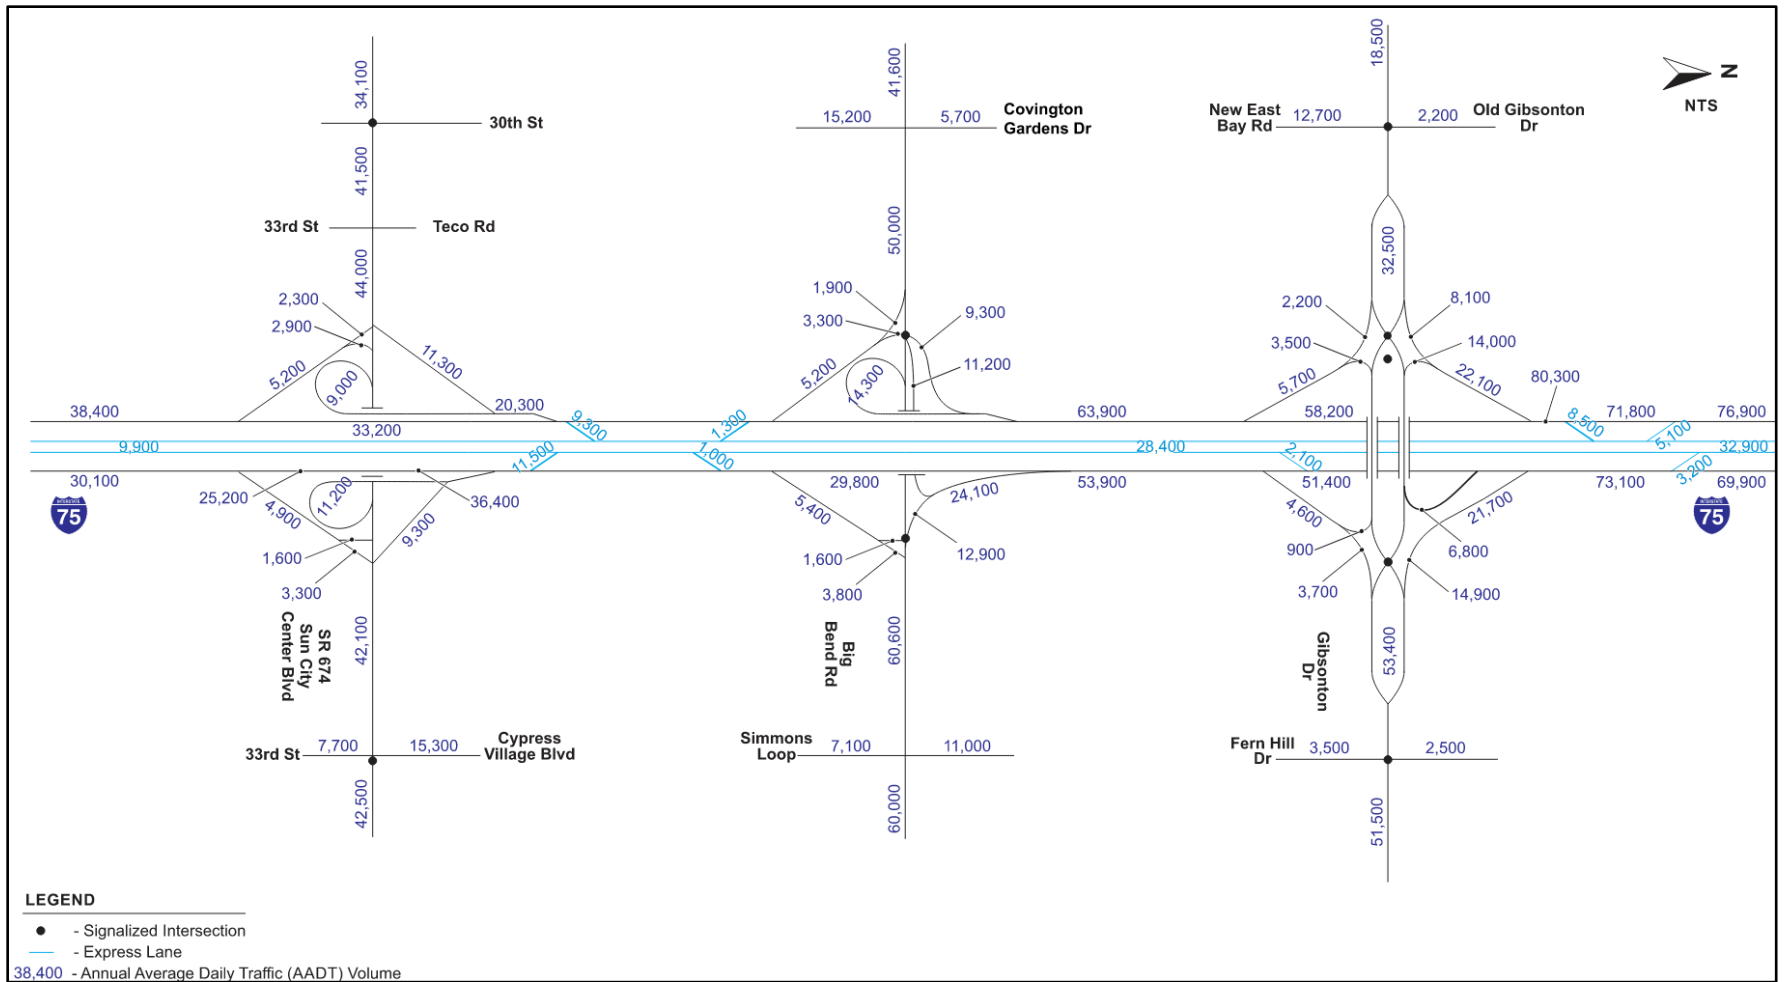 34,100
41,600
18,500
N
NTS
30th St
15,200
5,700
Covington
Gardens Dr
New East
Bay Rd
12,700
2,200
Old Gibsonton
Dr
41,500
33rd St
Teco Rd
44,000
50,000
32,500
2,300
2,900
5,200
9,000
11,300
20,300
1,900
3,300
5,200
14,300
9,300
11,200
2,200
3,500
5,700
8,100
14,000
22,100
80,300
38,400
33,200
9,300
1,300
63,900
58,200
8,500
71,800
5,100
76,900
9,900
11,500
1,000
28,400
2,100
3,200
32,900
30,100
25,200
11,200
36,400
29,800
24,100
53,900
51,400
73,100
69,900
INTERSTATE
75
INTERSTATE
75
4,900
1,600
3,300
9,300
5,400
1,600
3,800
12,900
4,600
900
3,700
21,700
6,800
14,900
SR 674
Sun City
Center Blvd
42,100
Big
Bend Rd
60,600
Gibsonton
Dr
53,400
33rd St
7,700
15,300
Cypress
Village Blvd
Simmons
Loop
7,100
11,000
Fern Hill
Dr
3,500
2,500
42,500
60,000
51,500
LEGEND
- Signalized Intersection
- Express Lane
38,400 - Annual Average Daily Traffic (AADT) Volume